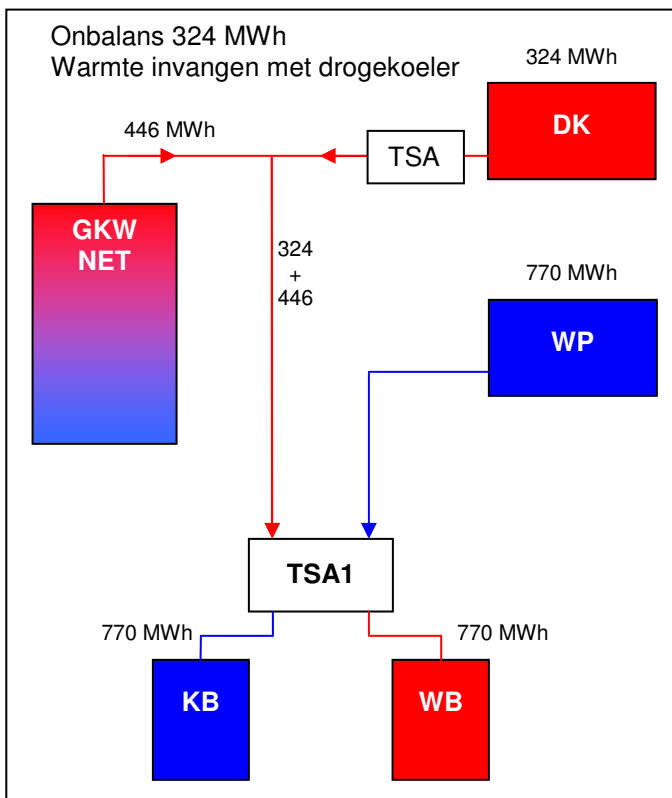 Onbalans 324 MWh
Warmte invangen met drogekoeler
324 MWh
DK
446 MWh
TSA
GKW
NET
324
+
446
770 MWh
WP
TSA1
770 MWh
770 MWh
KB
WB